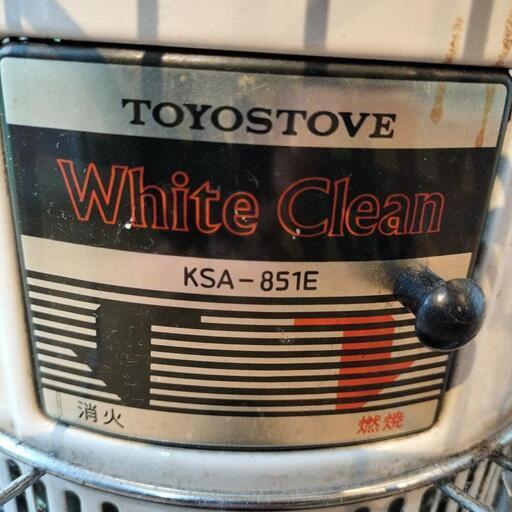 TOYOSTOVE
White Clean
KSA-851E
消火 燃焼